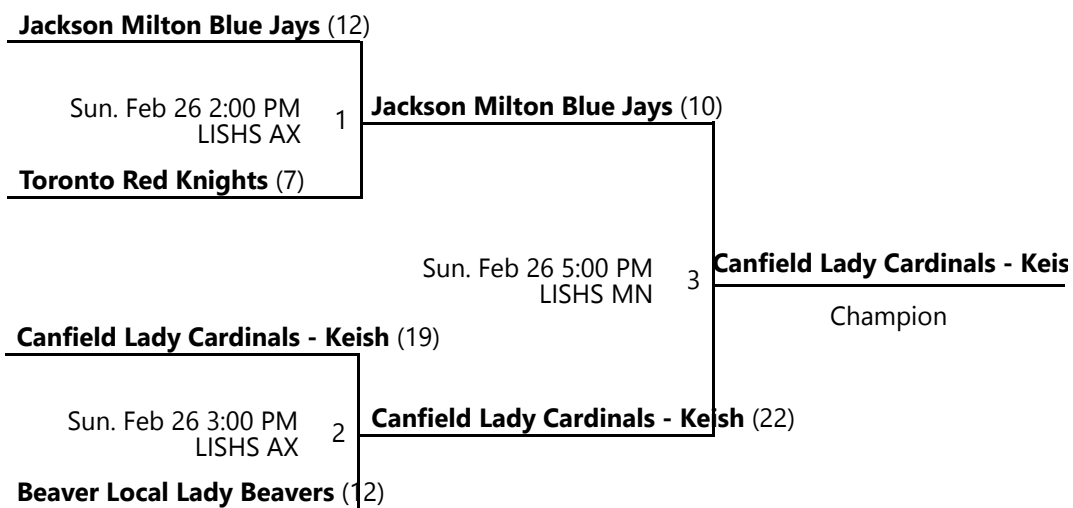 Jackson Milton Blue Jays (12)
Sun. Feb 26 2:00 PM
LISHS AX
1
Jackson Milton Blue Jays (10)
Toronto Red Knights (7)
Sun. Feb 26 5:00 PM
LISHS MN
3
Canfield Lady Cardinals - Keis
Champion
Canfield Lady Cardinals - Keish (19)
Sun. Feb 26 3:00 PM
LISHS AX
2
Canfield Lady Cardinals - Keish (22)
Beaver Local Lady Beavers (12)